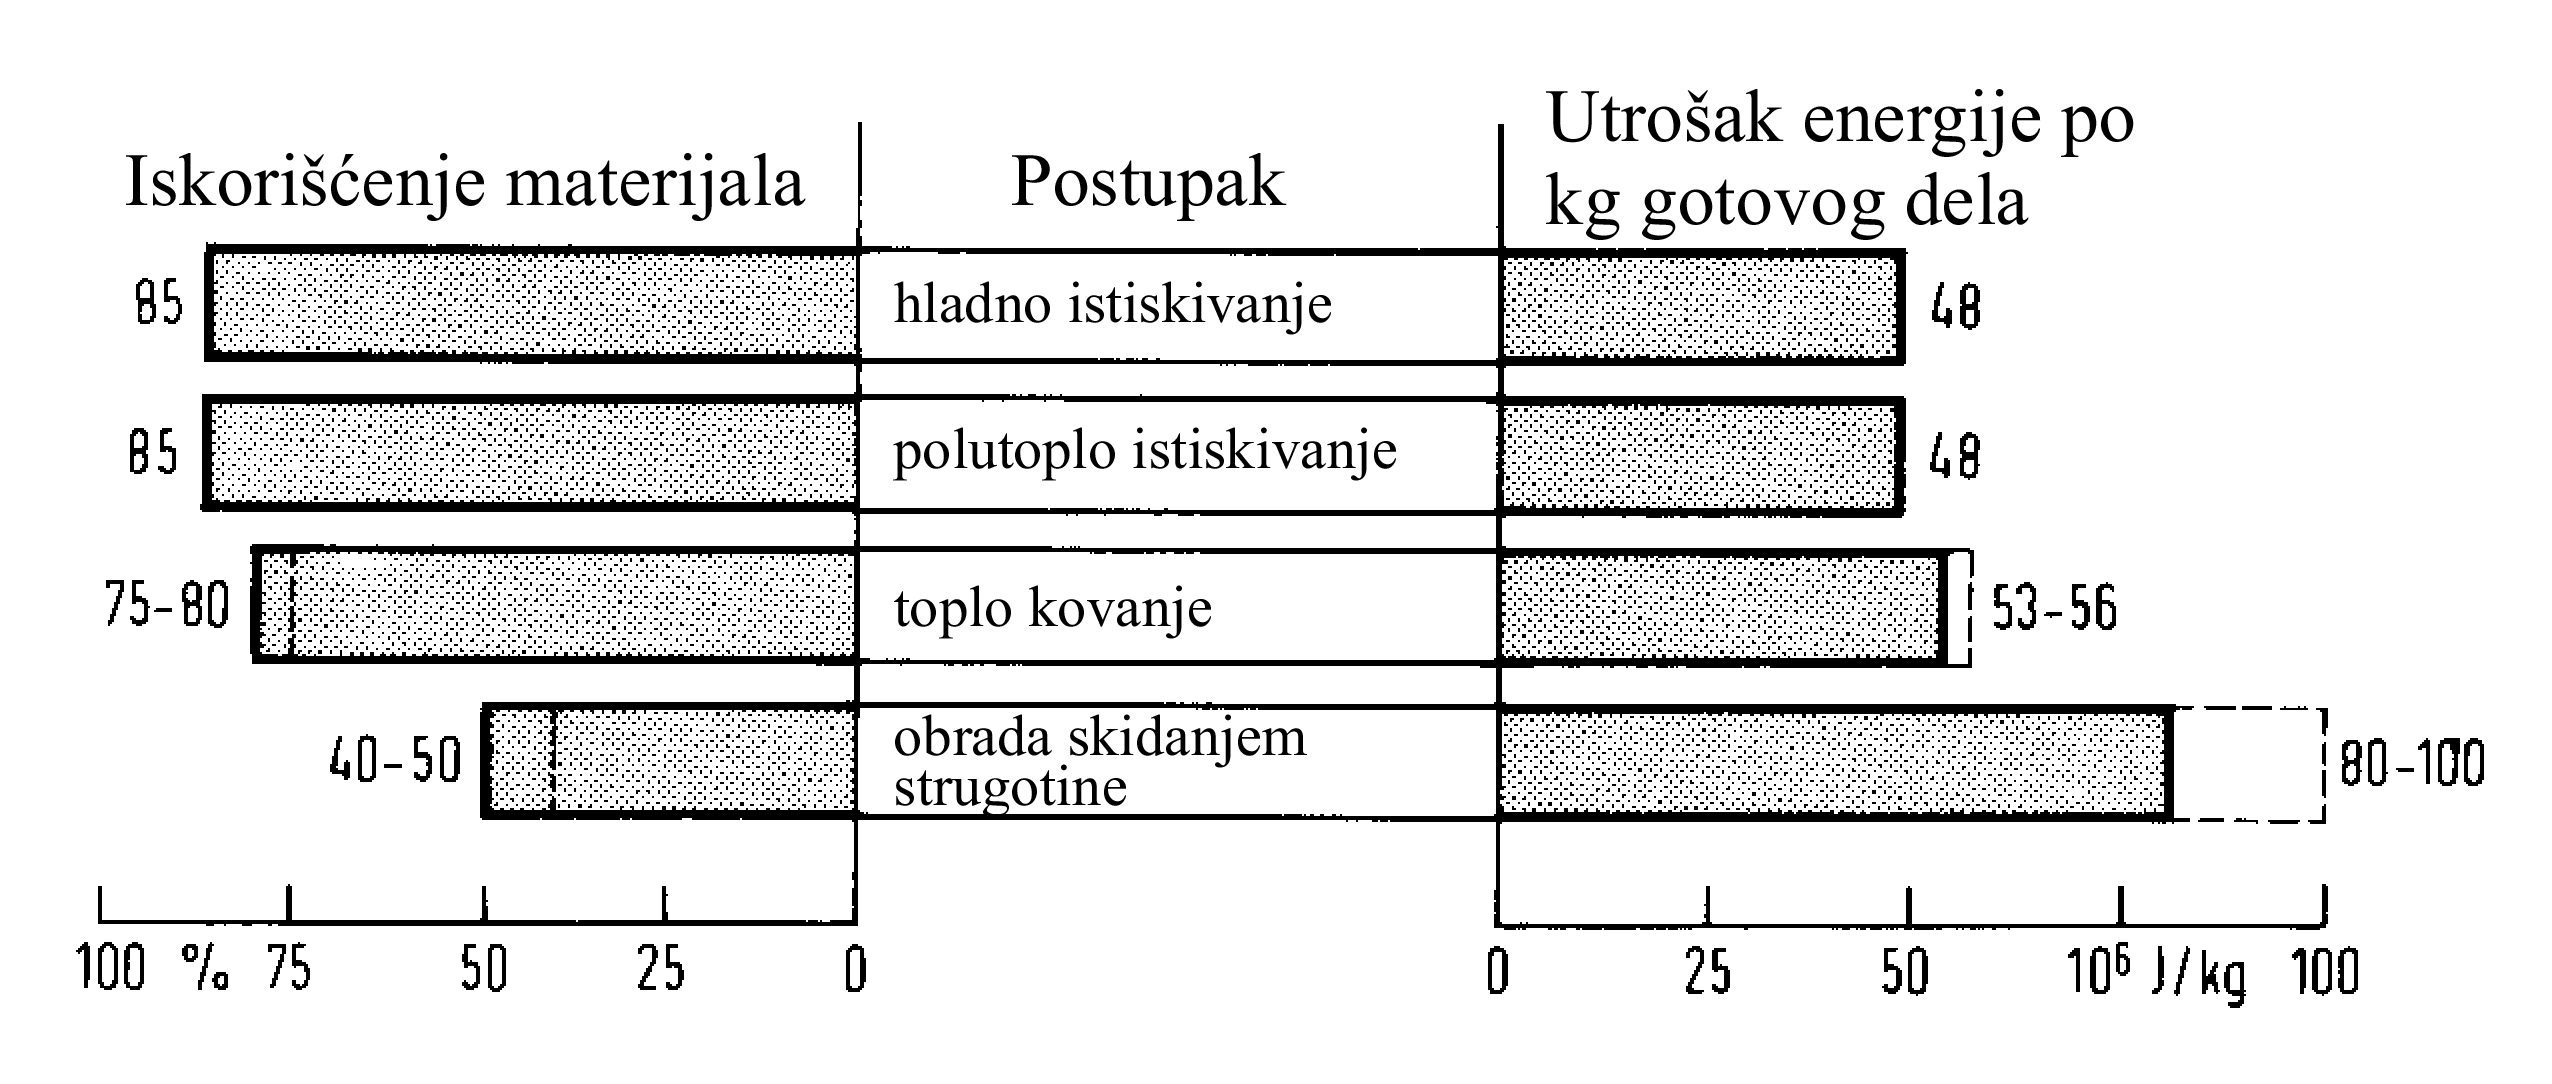 Iskorišćenje materijala
Postupak
Utrošak energije po
kg gotovog dela
85
hladno istiskivanje
48
85
polutoplo istiskivanje
48
75-80
toplo kovanje
53-56
40-50
obrada skidanjem
strugotine
80-100
100 % 75 50 25 0
0 25 50 10⁶ J/kg 100